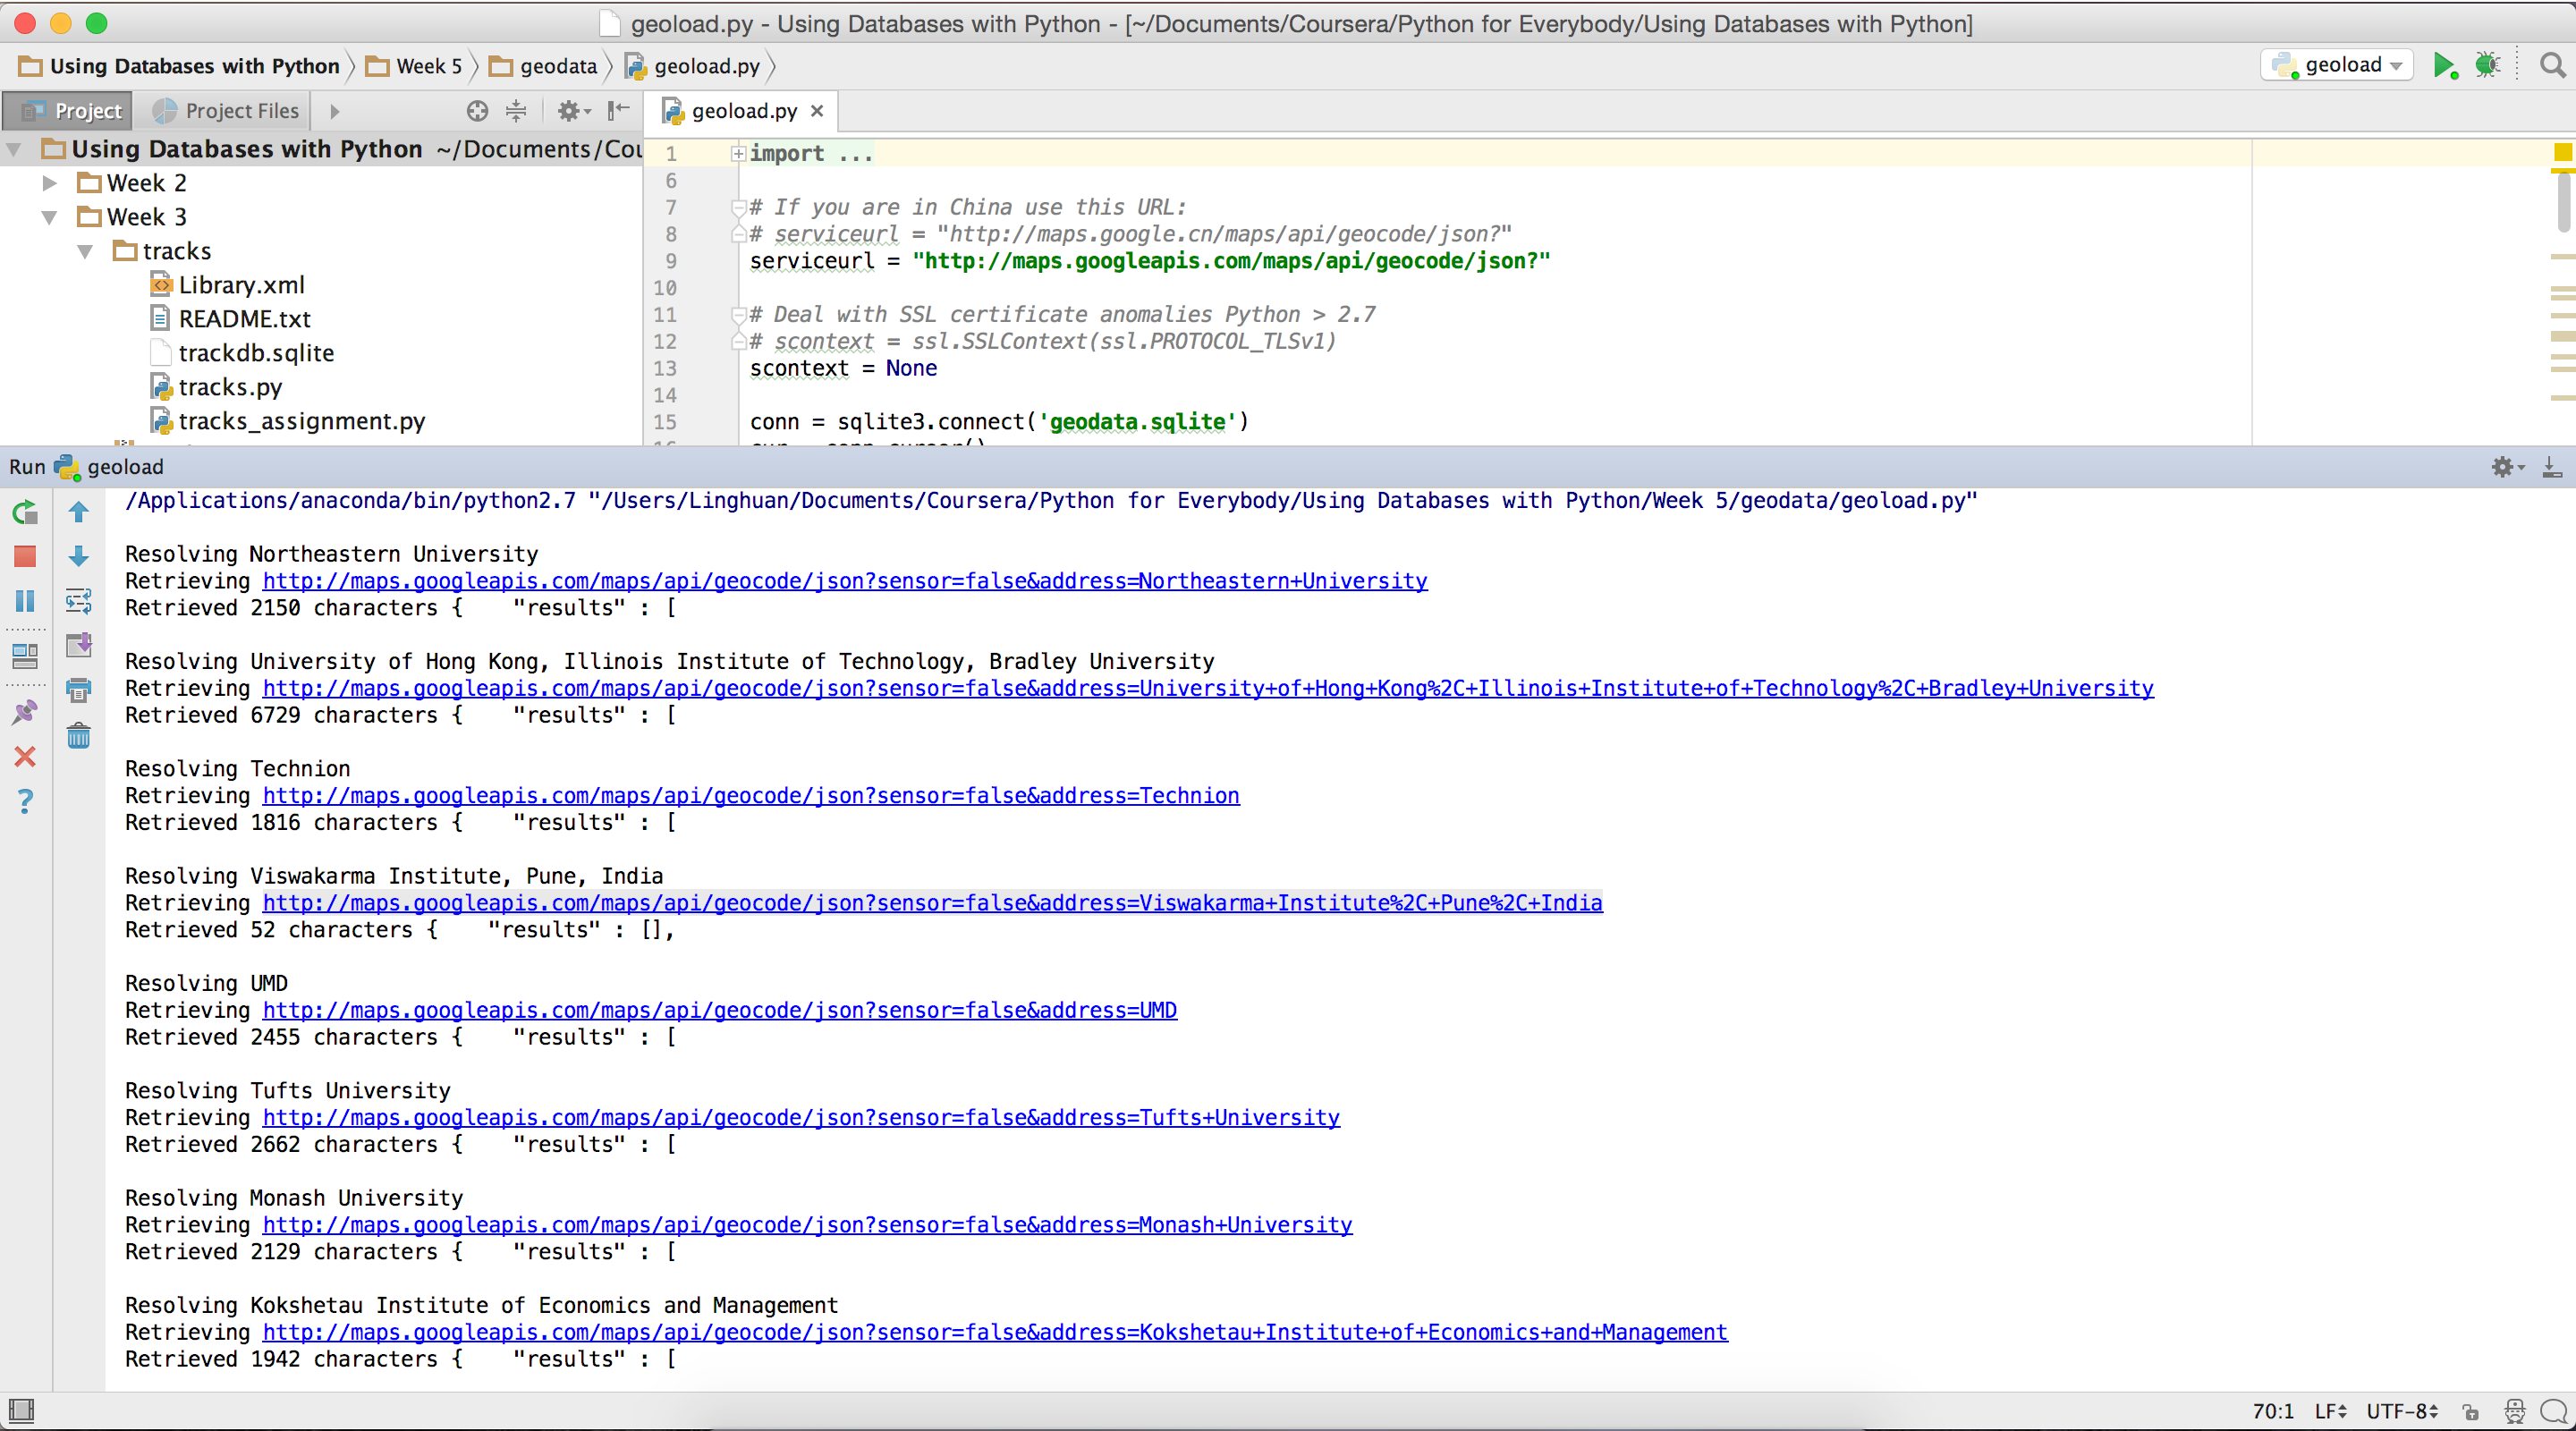 geoload.py - Using Databases with Python - [~/Documents/Coursera/Python for Everybody/Using Databases with Python]
Using Databases with Python Week 5 geodata geoload.py geoload
Project Project Files geoload.py
Using Databases with Python ~/Documents/Cou
Week 2
Week 3
tracks
Library.xml
README.txt
trackdb.sqlite
tracks.py
tracks_assignment.py
1 import ...
6
7 # If you are in China use this URL:
8 # serviceurl = "http://maps.google.cn/maps/api/geocode/json?"
9 serviceurl = "http://maps.googleapis.com/maps/api/geocode/json?"
10
11 # Deal with SSL certificate anomalies Python > 2.7
12 # scontext = ssl.SSLContext(ssl.PROTOCOL_TLSv1)
13 scontext = None
14
15 conn = sqlite3.connect('geodata.sqlite')
Run geoload
/Applications/anaconda/bin/python2.7 "/Users/Linghuan/Documents/Coursera/Python for Everybody/Using Databases with Python/Week 5/geodata/geoload.py"
Resolving Northeastern University
Retrieving http://maps.googleapis.com/maps/api/geocode/json?sensor=false&address=Northeastern+University
Retrieved 2150 characters {    "results" : [
Resolving University of Hong Kong, Illinois Institute of Technology, Bradley University
Retrieving http://maps.googleapis.com/maps/api/geocode/json?sensor=false&address=University+of+Hong+Kong%2C+Illinois+Institute+of+Technology%2C+Bradley+University
Retrieved 6729 characters {    "results" : [
Resolving Technion
Retrieving http://maps.googleapis.com/maps/api/geocode/json?sensor=false&address=Technion
Retrieved 1816 characters {    "results" : [
Resolving Viswakarma Institute, Pune, India
Retrieving http://maps.googleapis.com/maps/api/geocode/json?sensor=false&address=Viswakarma+Institute%2C+Pune%2C+India
Retrieved 52 characters {    "results" : [],
Resolving UMD
Retrieving http://maps.googleapis.com/maps/api/geocode/json?sensor=false&address=UMD
Retrieved 2455 characters {    "results" : [
Resolving Tufts University
Retrieving http://maps.googleapis.com/maps/api/geocode/json?sensor=false&address=Tufts+University
Retrieved 2662 characters {    "results" : [
Resolving Monash University
Retrieving http://maps.googleapis.com/maps/api/geocode/json?sensor=false&address=Monash+University
Retrieved 2129 characters {    "results" : [
Resolving Kokshetau Institute of Economics and Management
Retrieving http://maps.googleapis.com/maps/api/geocode/json?sensor=false&address=Kokshetau+Institute+of+Economics+and+Management
Retrieved 1942 characters {    "results" : [
70:1 LF UTF-8